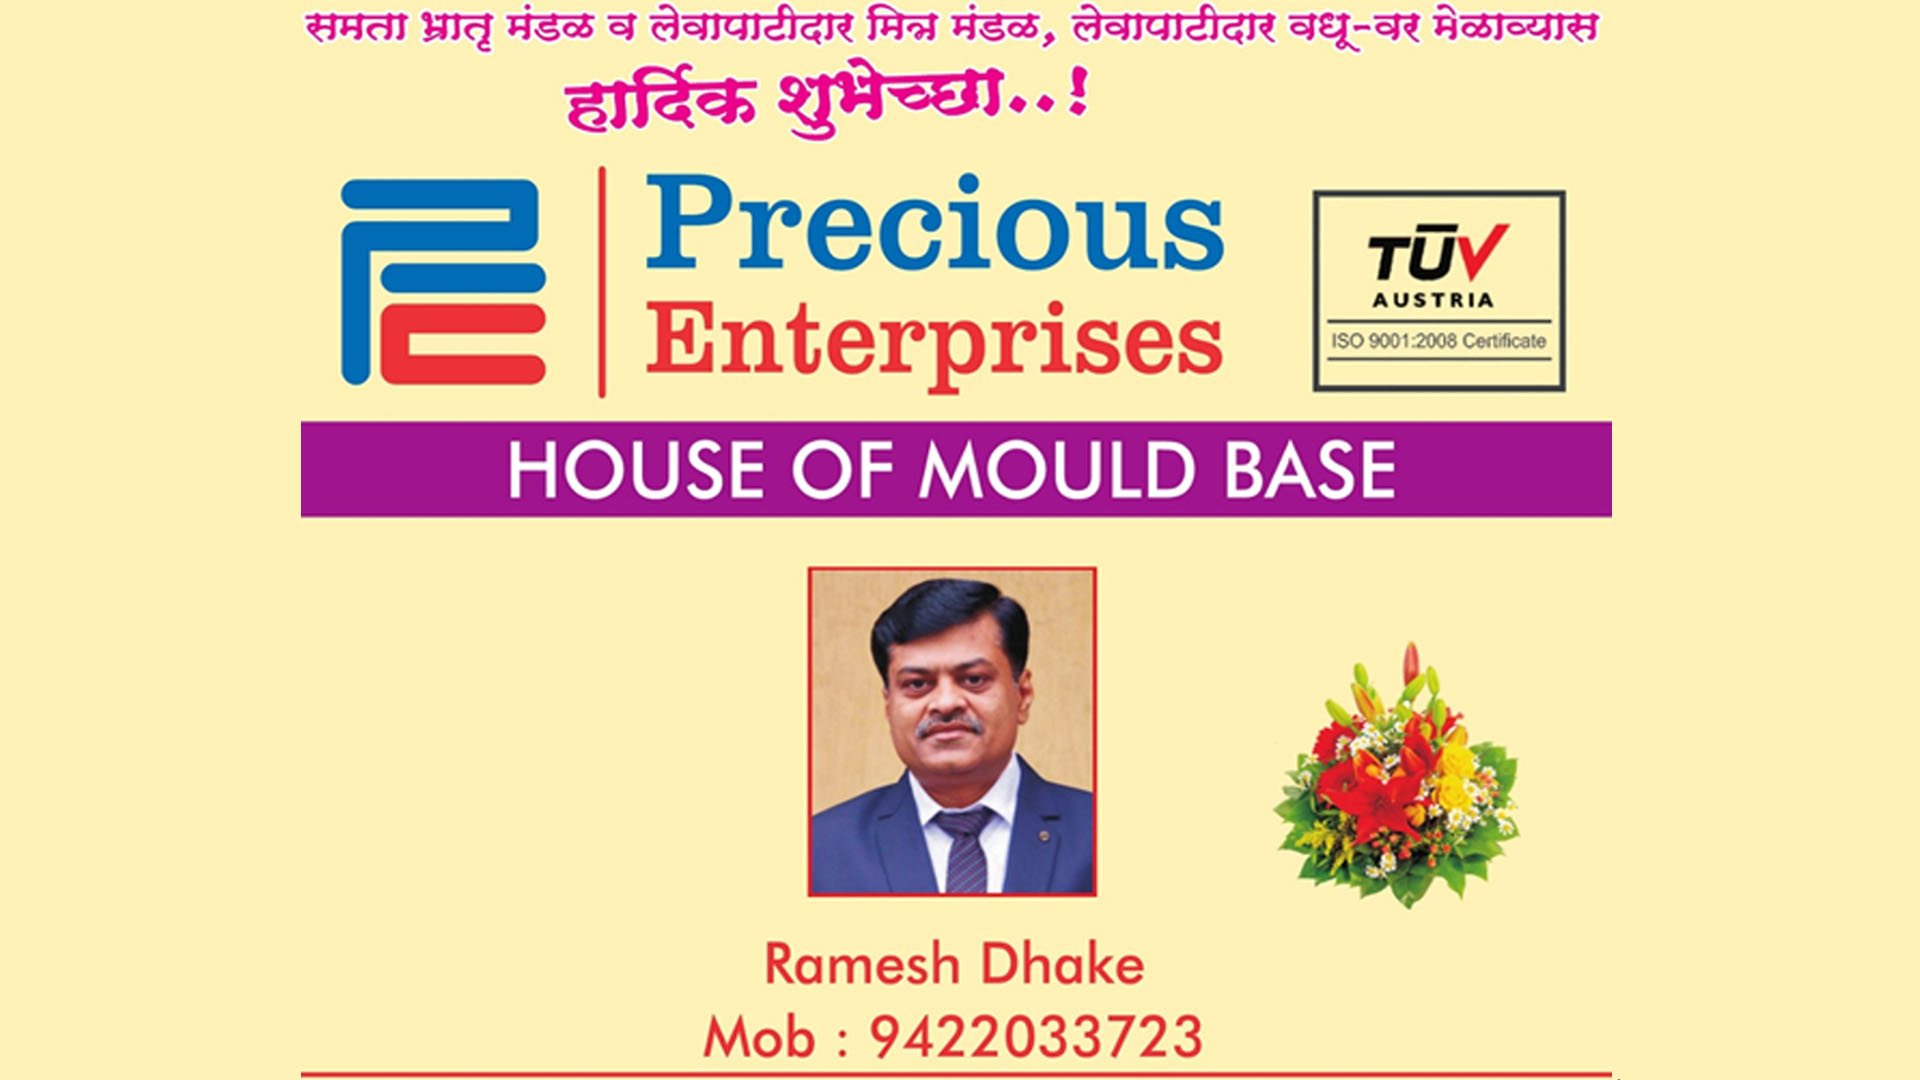 समता भ्रातृ मंडळ व लेवापाटीदार मित्र मंडळ, लेवापाटीदार वधू-वर मेळाव्यास
हार्दिक शुभेच्छा..!
Precious
Enterprises
TŪV
AUSTRIA
ISO 9001:2008 Certificate
HOUSE OF MOULD BASE
Ramesh Dhake
Mob : 9422033723